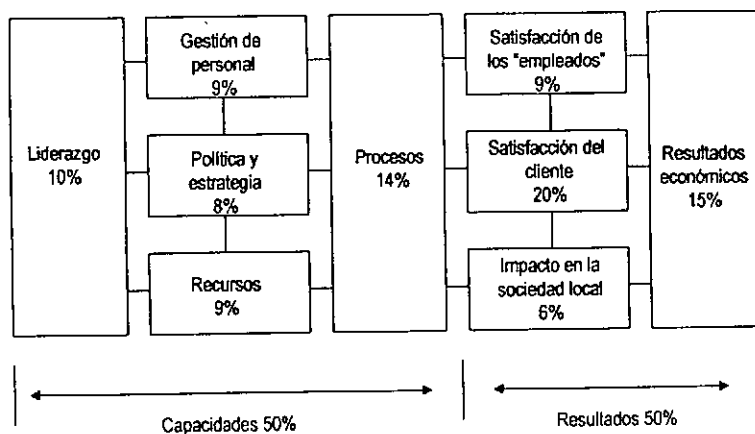 Gestión de
personal
9%
Satisfacción de
los "empleados"
9%
Liderazgo
10%
Política y
estrategia
8%
Procesos
14%
Satisfacción del
cliente
20%
Resultados
económicos
15%
Recursos
9%
Impacto en la
sociedad local
6%
Capacidades 50%
Resultados 50%